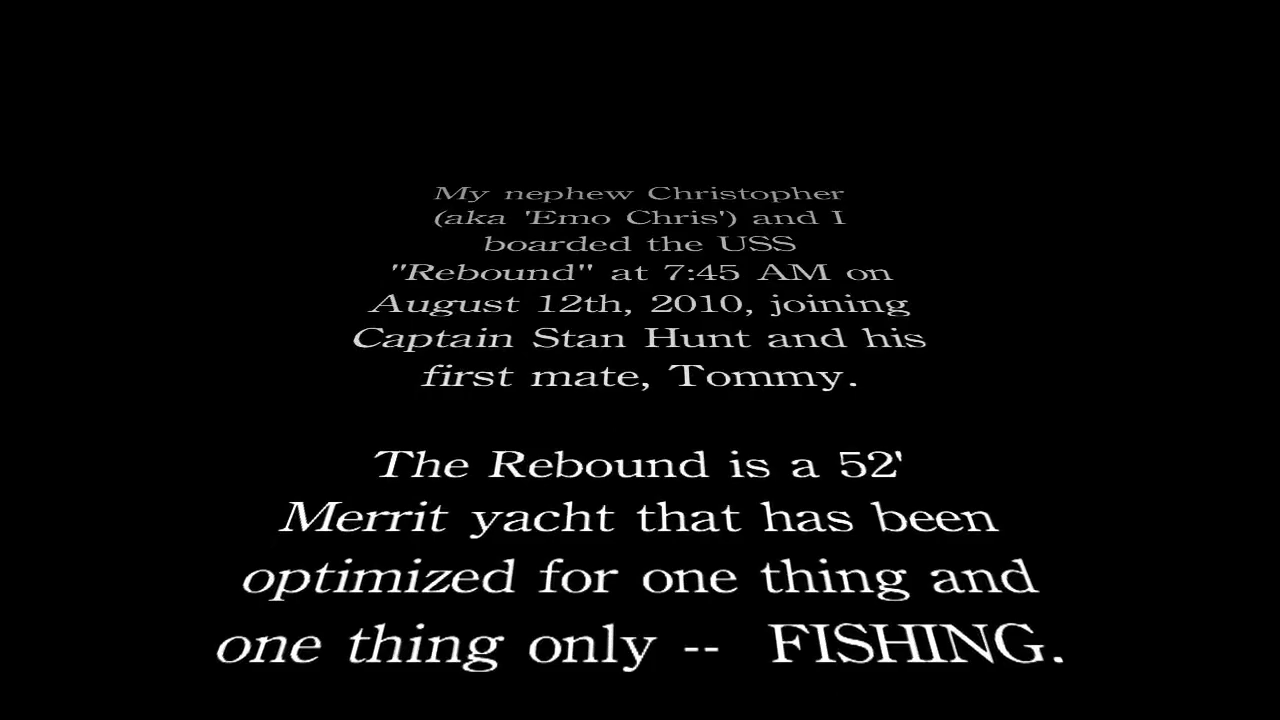 My nephew Christopher
(aka 'Emo Chris') and I
boarded the USS
"Rebound" at 7:45 AM on
August 12th, 2010, joining
Captain Stan Hunt and his
first mate, Tommy.
The Rebound is a 52'
Merrit yacht that has been
optimized for one thing and
one thing only -- FISHING.